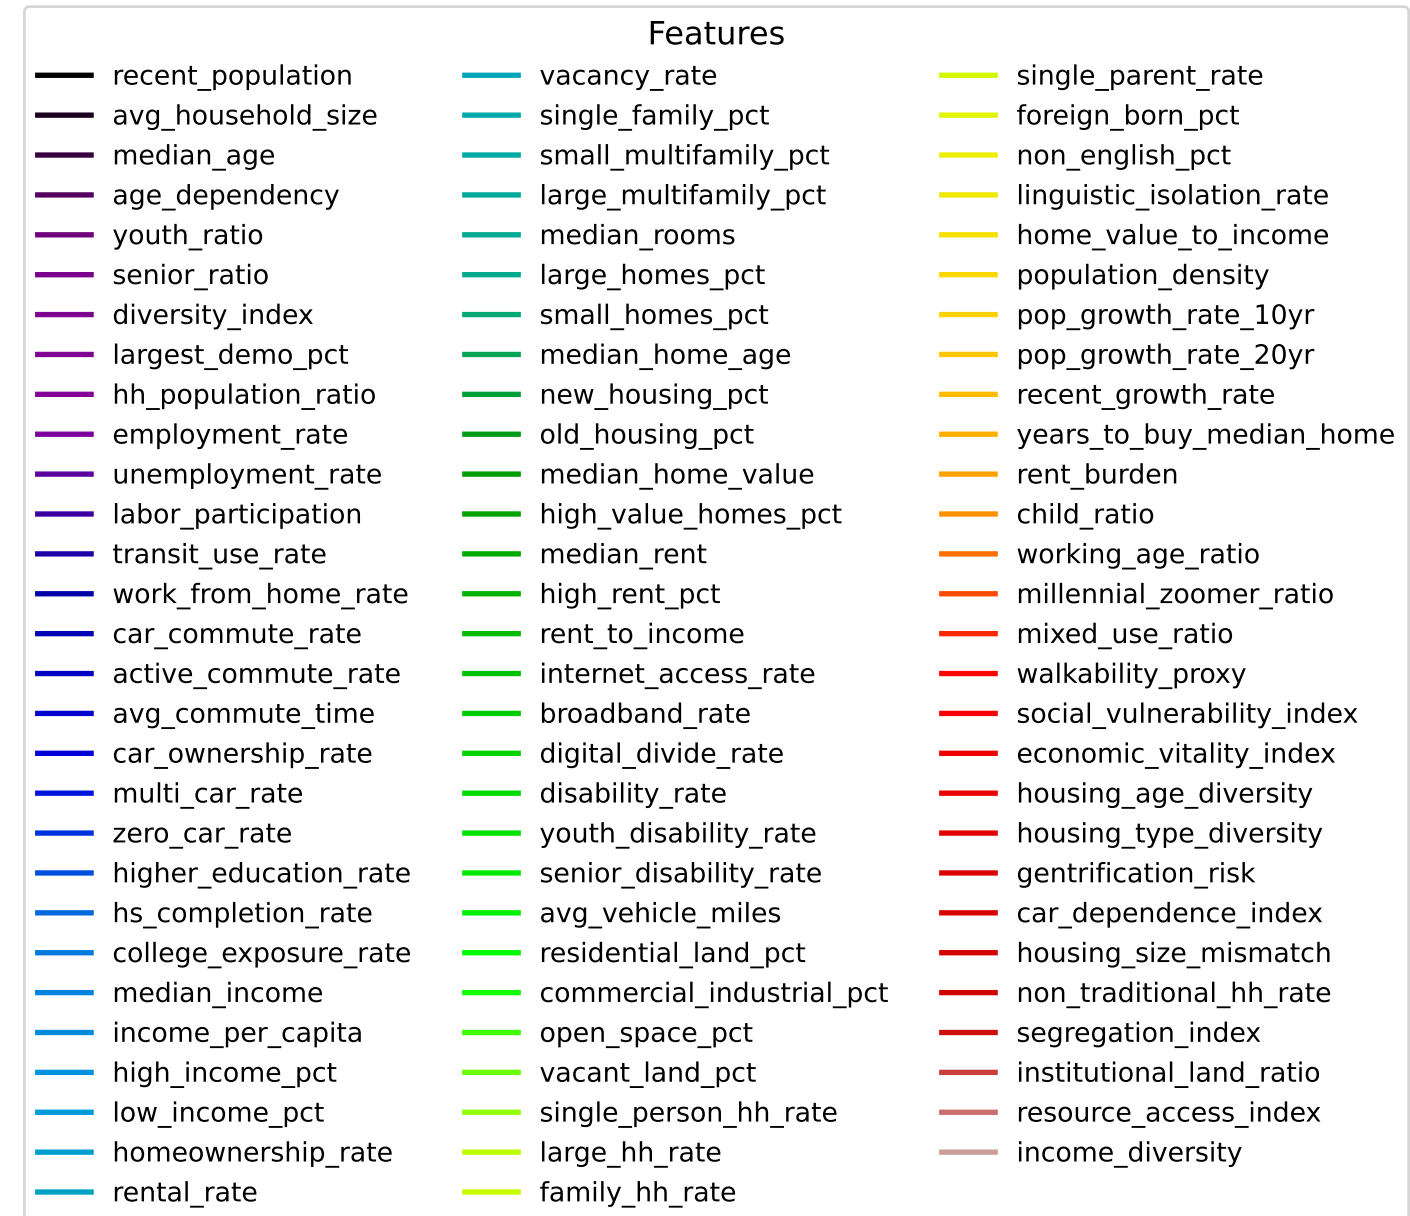 Features
recent_population
avg_household_size
median_age
age_dependency
youth_ratio
senior_ratio
diversity_index
largest_demo_pct
hh_population_ratio
employment_rate
unemployment_rate
labor_participation
transit_use_rate
work_from_home_rate
car_commute_rate
active_commute_rate
avg_commute_time
car_ownership_rate
multi_car_rate
zero_car_rate
higher_education_rate
hs_completion_rate
college_exposure_rate
median_income
income_per_capita
high_income_pct
low_income_pct
homeownership_rate
rental_rate
vacancy_rate
single_family_pct
small_multifamily_pct
large_multifamily_pct
median_rooms
large_homes_pct
small_homes_pct
median_home_age
new_housing_pct
old_housing_pct
median_home_value
high_value_homes_pct
median_rent
high_rent_pct
rent_to_income
internet_access_rate
broadband_rate
digital_divide_rate
disability_rate
youth_disability_rate
senior_disability_rate
avg_vehicle_miles
residential_land_pct
commercial_industrial_pct
open_space_pct
vacant_land_pct
single_person_hh_rate
large_hh_rate
family_hh_rate
single_parent_rate
foreign_born_pct
non_english_pct
linguistic_isolation_rate
home_value_to_income
population_density
pop_growth_rate_10yr
pop_growth_rate_20yr
recent_growth_rate
years_to_buy_median_home
rent_burden
child_ratio
working_age_ratio
millennial_zoomer_ratio
mixed_use_ratio
walkability_proxy
social_vulnerability_index
economic_vitality_index
housing_age_diversity
housing_type_diversity
gentrification_risk
car_dependence_index
housing_size_mismatch
non_traditional_hh_rate
segregation_index
institutional_land_ratio
resource_access_index
income_diversity